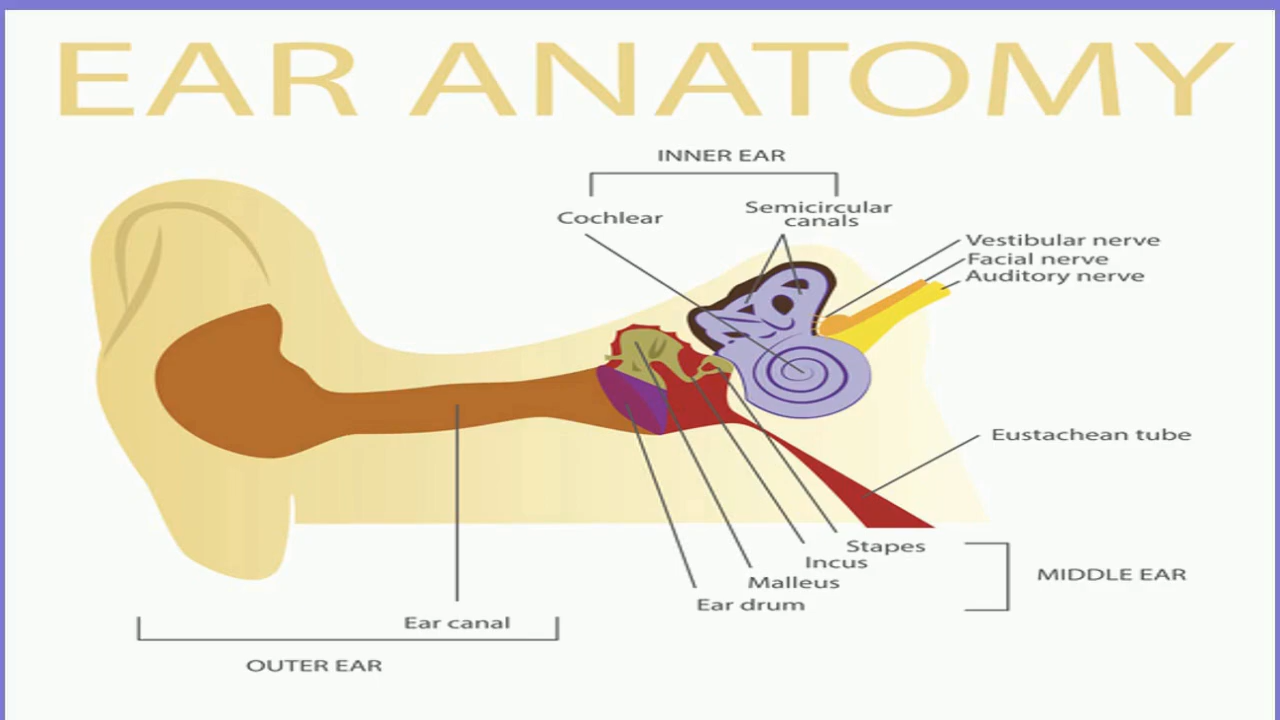 EAR ANATOMY
INNER EAR
Cochlear
Semicircular
canals
Vestibular nerve
Facial nerve
Auditory nerve
Eustachean tube
Stapes
Incus
Malleus
Ear drum
MIDDLE EAR
Ear canal
OUTER EAR